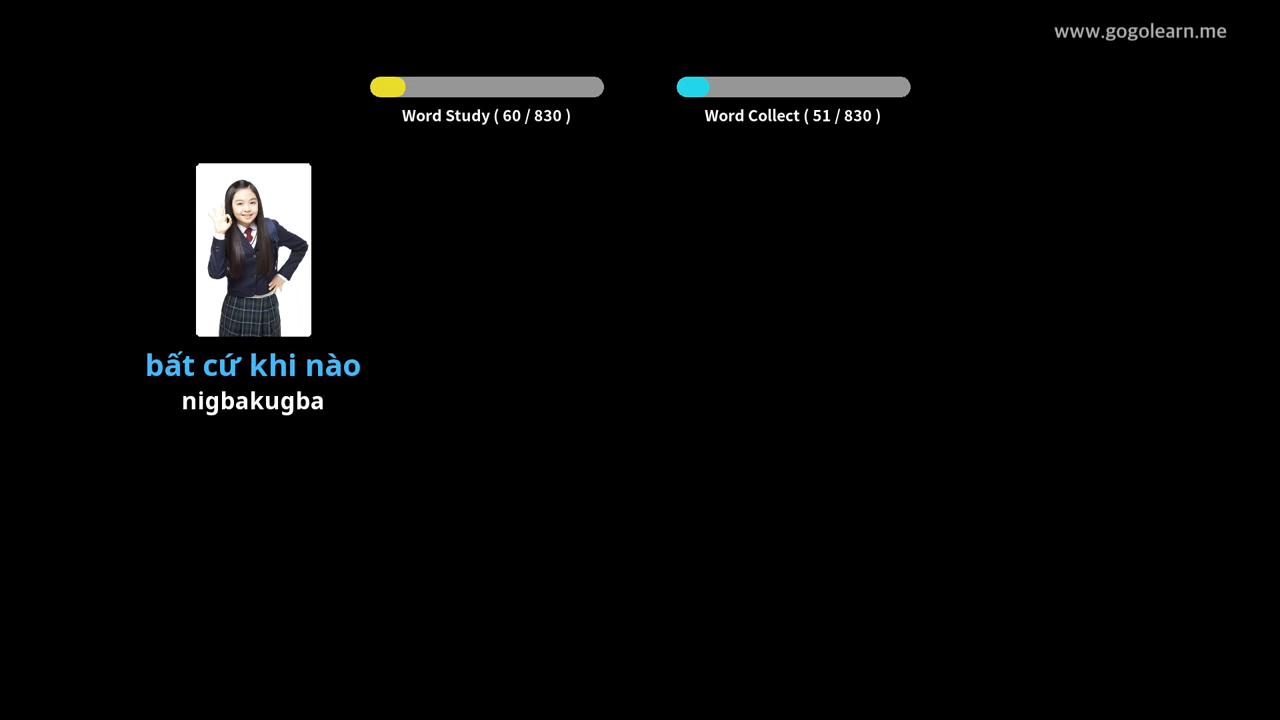 www.gogolearn.me
Word Study ( 60 / 830 )
Word Collect ( 51 / 830 )
bất cứ khi nào
nigbakugba